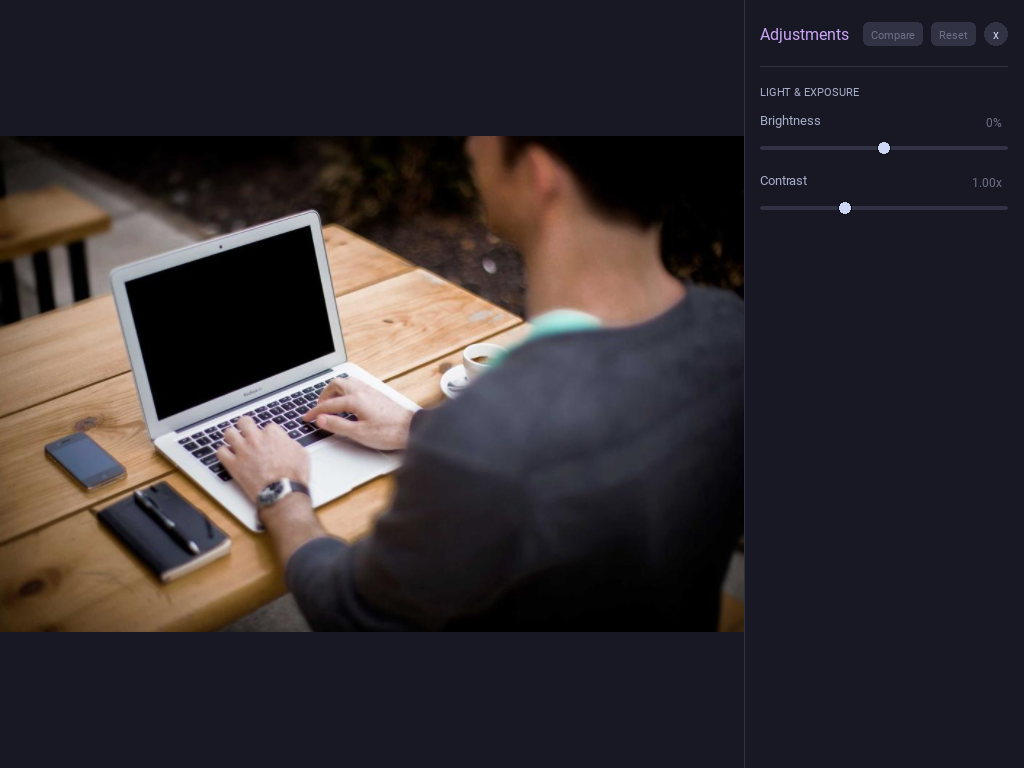 Adjustments
Compare
Reset
x
LIGHT & EXPOSURE
Brightness
0%
Contrast
1.00x